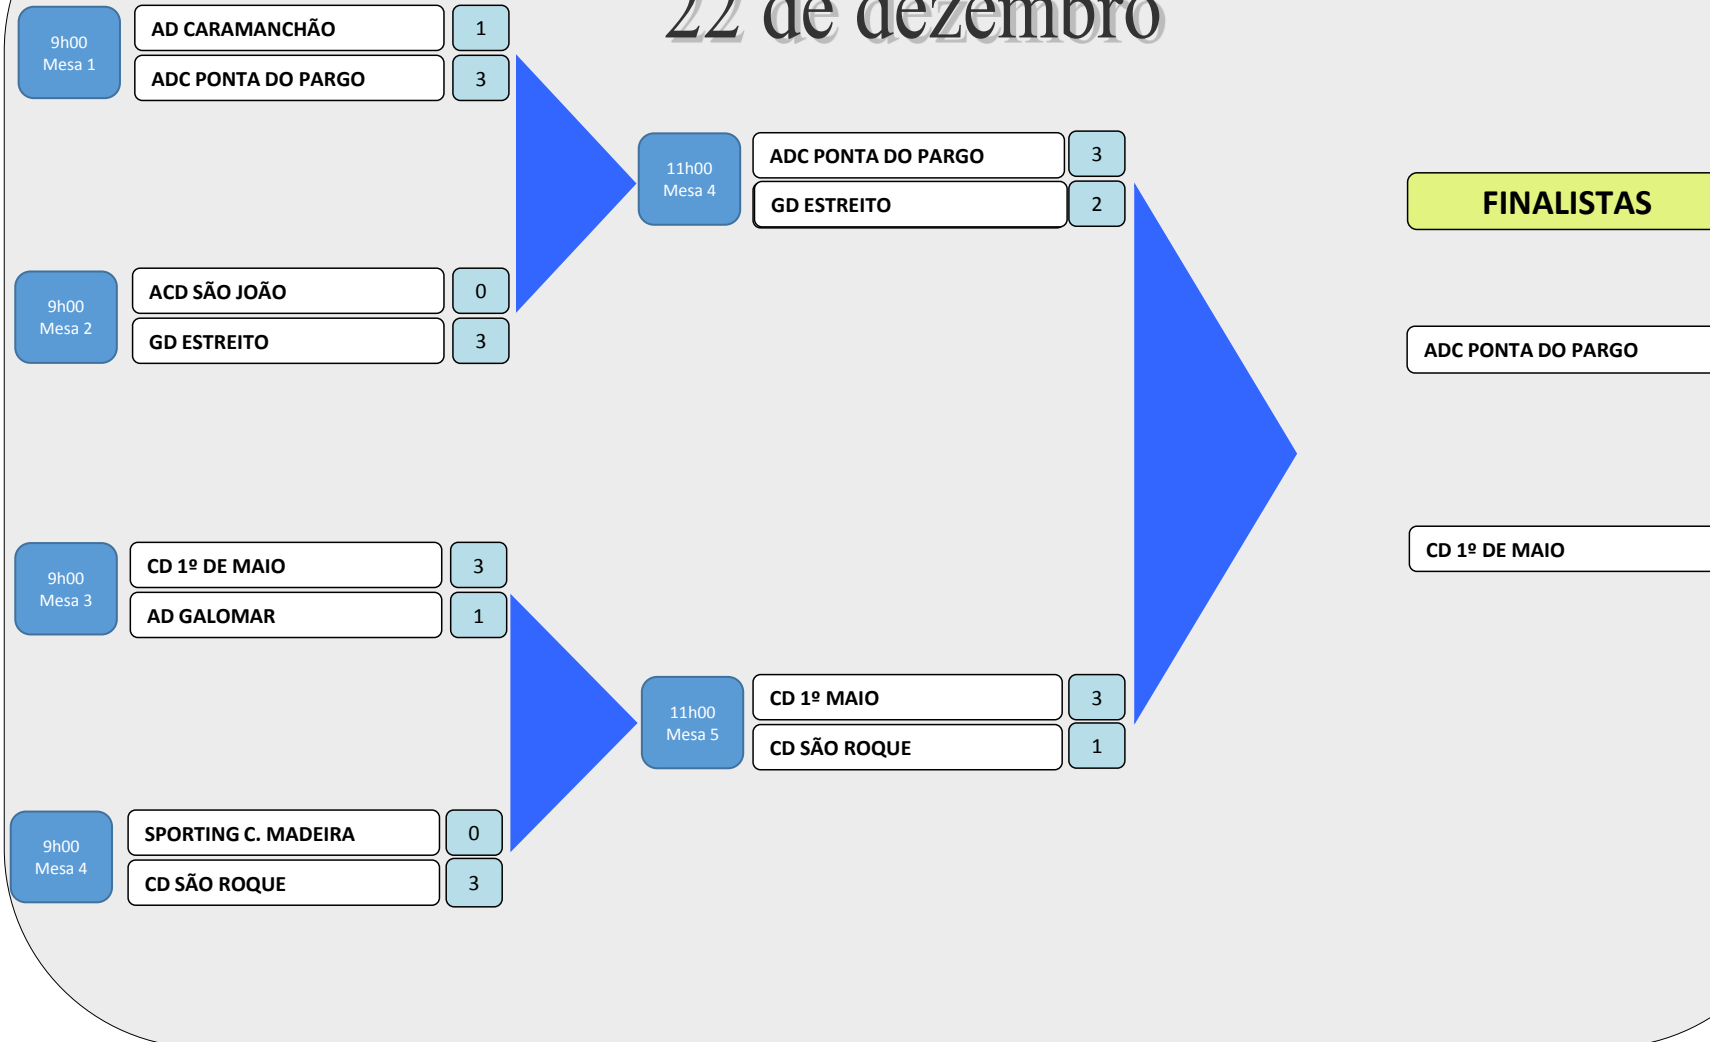 22 de dezembro
9h00
Mesa 1
AD CARAMANCHÃO 1
ADC PONTA DO PARGO 3
9h00
Mesa 2
ACD SÃO JOÃO 0
GD ESTREITO 3
9h00
Mesa 3
CD 1º DE MAIO 3
AD GALOMAR 1
9h00
Mesa 4
SPORTING C. MADEIRA 0
CD SÃO ROQUE 3
11h00
Mesa 4
ADC PONTA DO PARGO 3
GD ESTREITO 2
11h00
Mesa 5
CD 1º MAIO 3
CD SÃO ROQUE 1
FINALISTAS
ADC PONTA DO PARGO
CD 1º DE MAIO